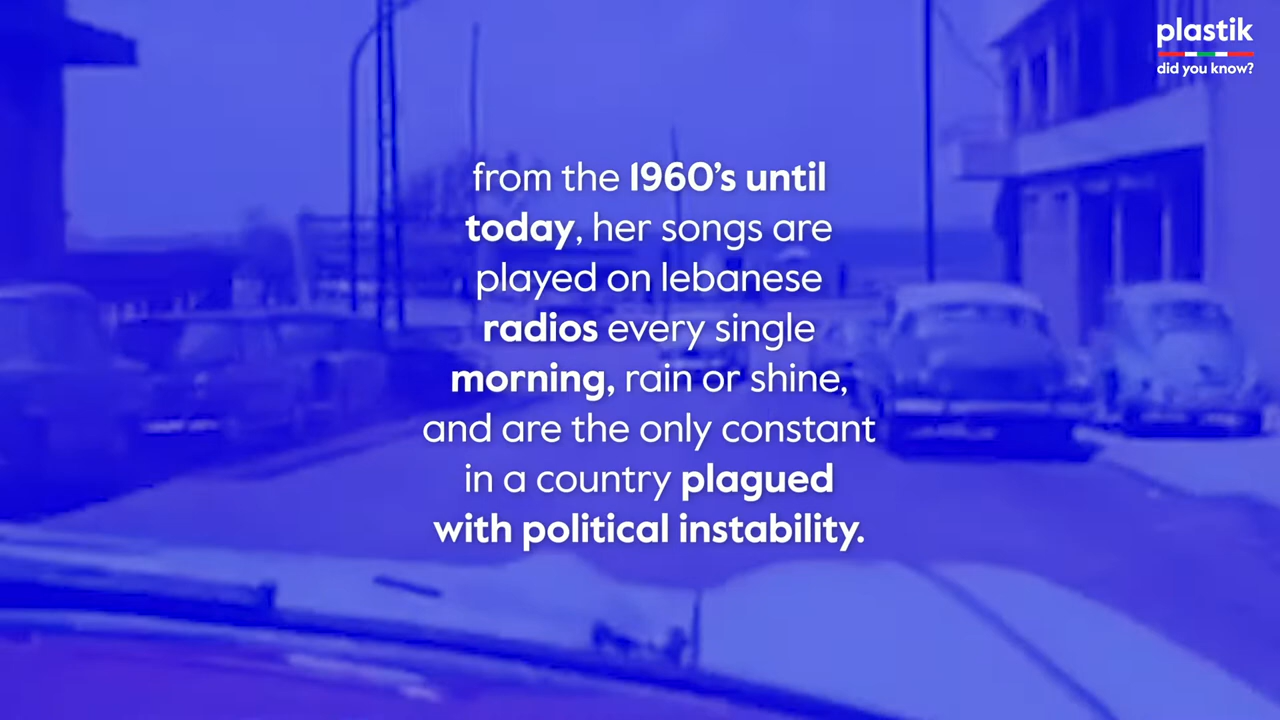 plastik
did you know?
from the 1960's until
today, her songs are
played on lebanese
radios every single
morning, rain or shine,
and are the only constant
in a country plagued
with political instability.